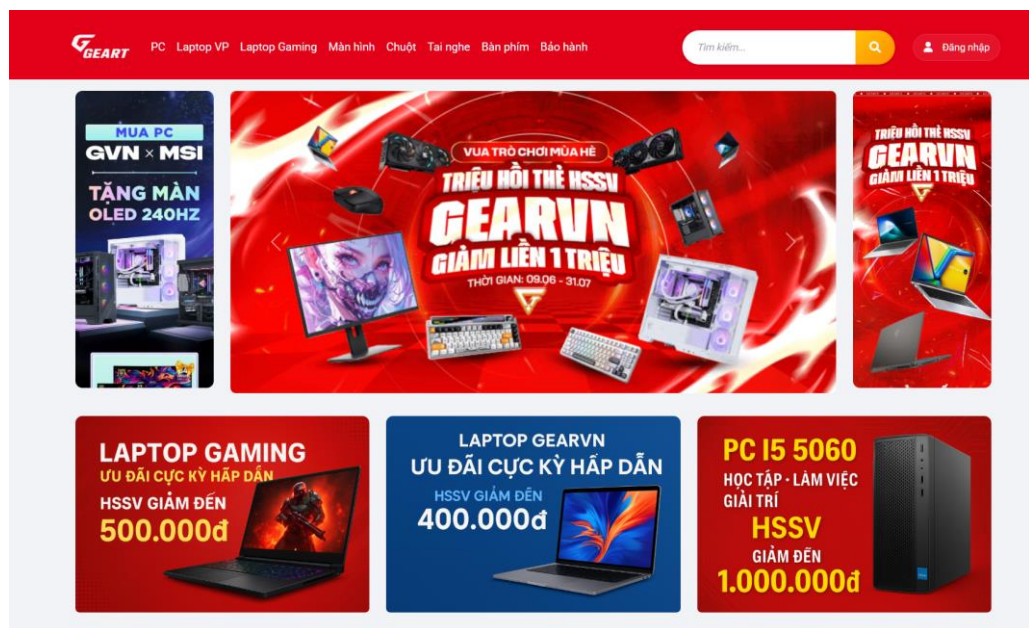 GEART
PC Laptop VP Laptop Gaming Màn hình Chuột Tai nghe Bàn phím Bảo hành
Tìm kiếm...
Đăng nhập
MUA PC
GVN × MSI
TẶNG MÀN
OLED 240HZ
VUA TRÒ CHƠI MÙA HÈ
TRIỆU HỒI THẺ HSSV
GEARVN
GIẢM LIỀN 1 TRIỆU
THỜI GIAN: 09.06 - 31.07
TRIỆU HỒI THẺ HSSV
GEARVN
GIẢM LIỀN 1 TRIỆU
LAPTOP GAMING
ƯU ĐÃI CỰC KỲ HẤP DẪN
HSSV GIẢM ĐẾN
500.000đ
LAPTOP GEARVN
ƯU ĐÃI CỰC KỲ HẤP DẪN
HSSV GIẢM ĐẾN
400.000đ
PC I5 5060
HỌC TẬP - LÀM VIỆC
GIẢI TRÍ
HSSV
GIẢM ĐẾN
1.000.000đ